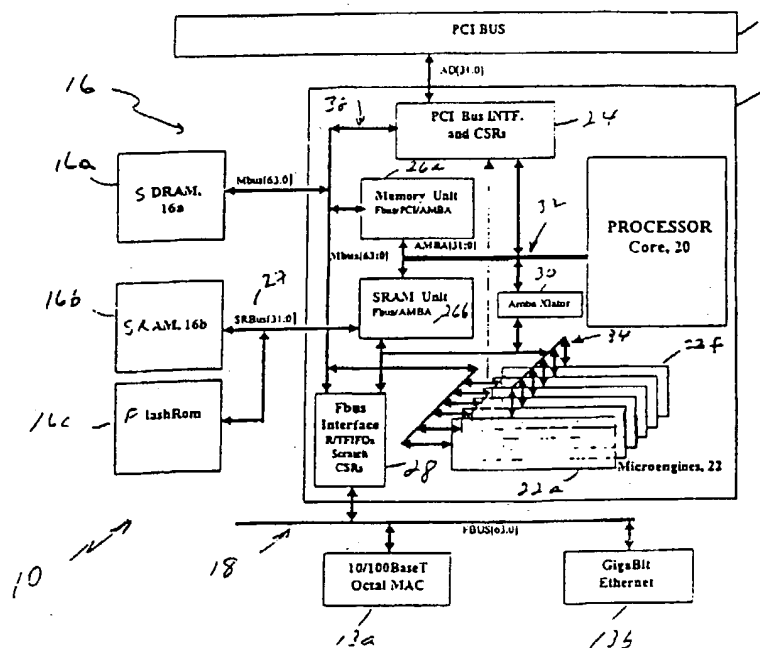 PCI BUS
AD[31:0]
16
38
PCI Bus INTF.
and CSRs
24
16a
SDRAM.
16a
Mbus[63:0]
26a
Memory Unit
Fbus/PCI/AMBA
32
PROCESSOR
Core, 20
AMBA[31:0]
Mbus[63:0]
27
30
16b
SRAM. 16b
SRBus[31:0]
SRAM Unit
Fbus/AMBA
26b
Amba Xlator
34
22f
16c
FlashRom
Fbus
Interface
R/TFIFOs
Scratch
CSRs
28
22a
Microengines, 22
10
18
FBUS[63:0]
10/100BaseT
Octal MAC
GigaBit
Ethernet
13a
13b